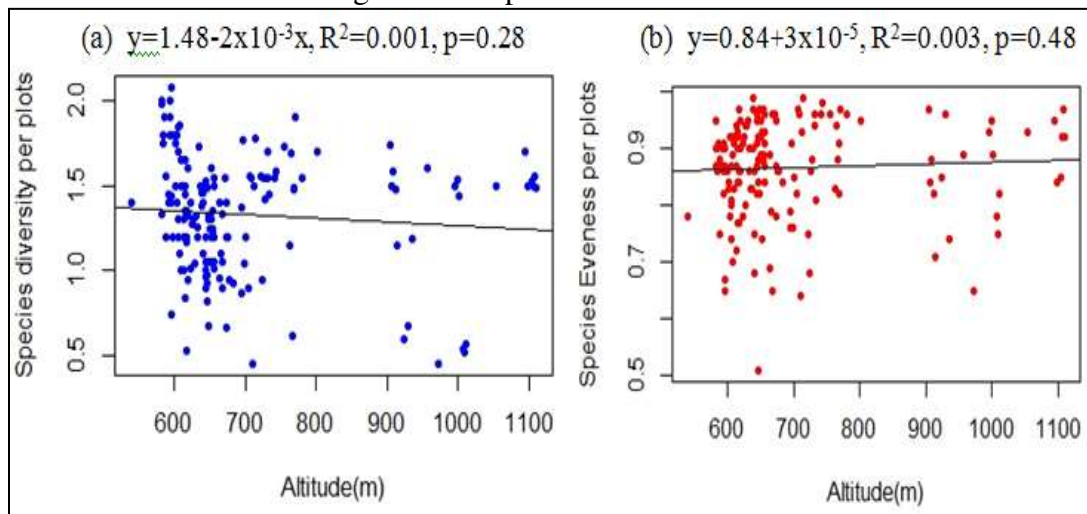 (a) y=1.48-2x10⁻³x, R²=0.001, p=0.28
Species diversity per plots
2.0
1.5
1.0
0.5
600 700 800 900 1000 1100
Altitude(m)
(b) y=0.84+3x10⁻⁵, R²=0.003, p=0.48
Species Eveness per plots
0.9
0.7
0.5
600 700 800 900 1000 1100
Altitude(m)